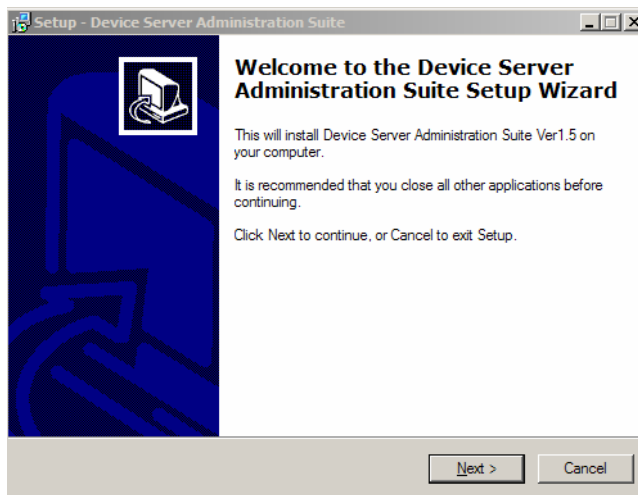 Setup - Device Server Administration Suite
Welcome to the Device Server
Administration Suite Setup Wizard
This will install Device Server Administration Suite Ver1.5 on
your computer.
It is recommended that you close all other applications before
continuing.
Click Next to continue, or Cancel to exit Setup.
Next >
Cancel